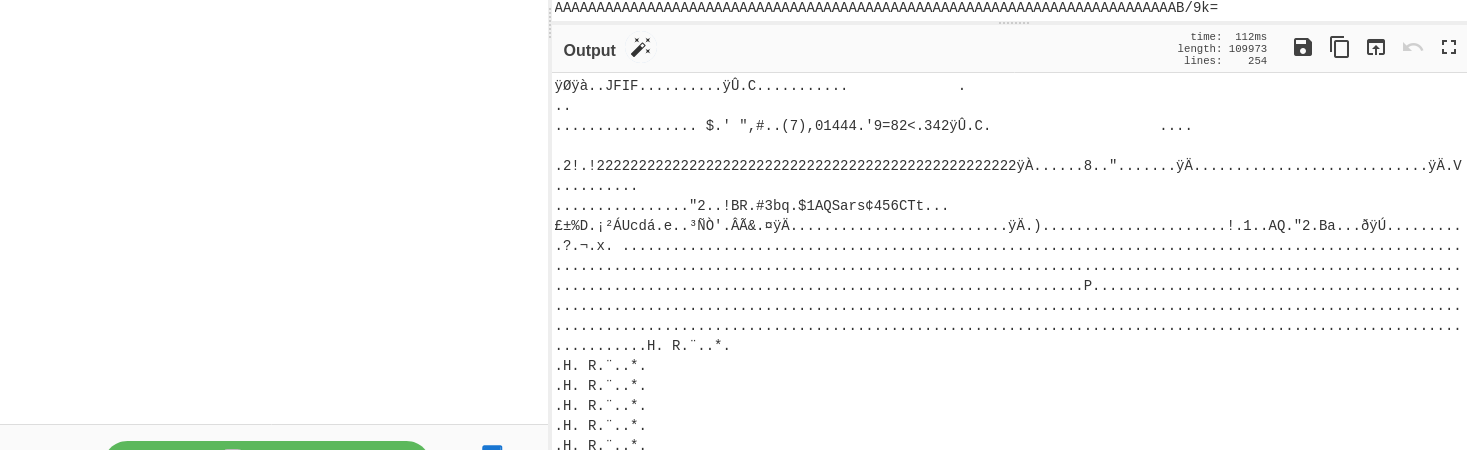 AAAAAAAAAAAAAAAAAAAAAAAAAAAAAAAAAAAAAAAAAAAAAAAAAAAAAAAAAAAAAAAAAAAAAAAAAAB/9k=
Output
time: 112ms
length: 109973
lines: 254
ÿØÿà..JFIF..........ÿÛ.C........... .
..
................. $.' ",#..(7),01444.'9=82<.342ÿÛ.C. ....
.2!.!22222222222222222222222222222222222222222222222222ÿÀ......8..".......ÿÄ............................ÿÄ.V
..........
................"2..!BR.#3bq.$1AQSars¢456CTt...
£±%D.¡²ÁUcdá.e..³ÑÒ'.ÂÃ&.¤ÿÄ..........................ÿÄ.)......................!.1..AQ."2.Ba...ðÿÚ.........
.?.¬.x. ....................................................................................................
............................................................................................................
...............................................................P............................................
............................................................................................................
............................................................................................................
...........H. R.¨..*.
.H. R.¨..*.
.H. R.¨..*.
.H. R.¨..*.
.H. R.¨..*.
.H. R.¨..*.